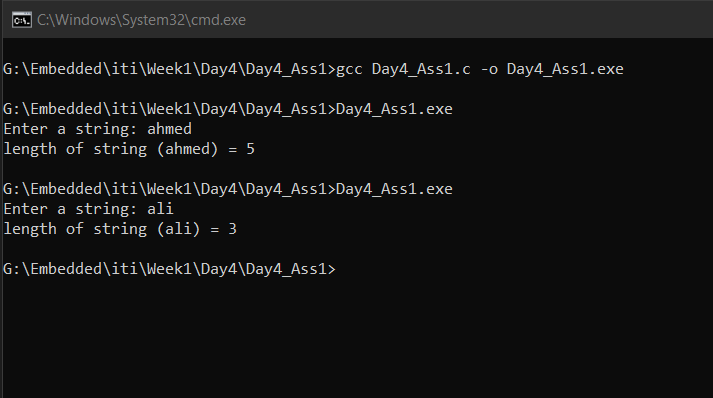 C:\Windows\System32\cmd.exe
G:\Embedded\iti\Week1\Day4\Day4_Ass1>gcc Day4_Ass1.c -o Day4_Ass1.exe
G:\Embedded\iti\Week1\Day4\Day4_Ass1>Day4_Ass1.exe
Enter a string: ahmed
length of string (ahmed) = 5
G:\Embedded\iti\Week1\Day4\Day4_Ass1>Day4_Ass1.exe
Enter a string: ali
length of string (ali) = 3
G:\Embedded\iti\Week1\Day4\Day4_Ass1>